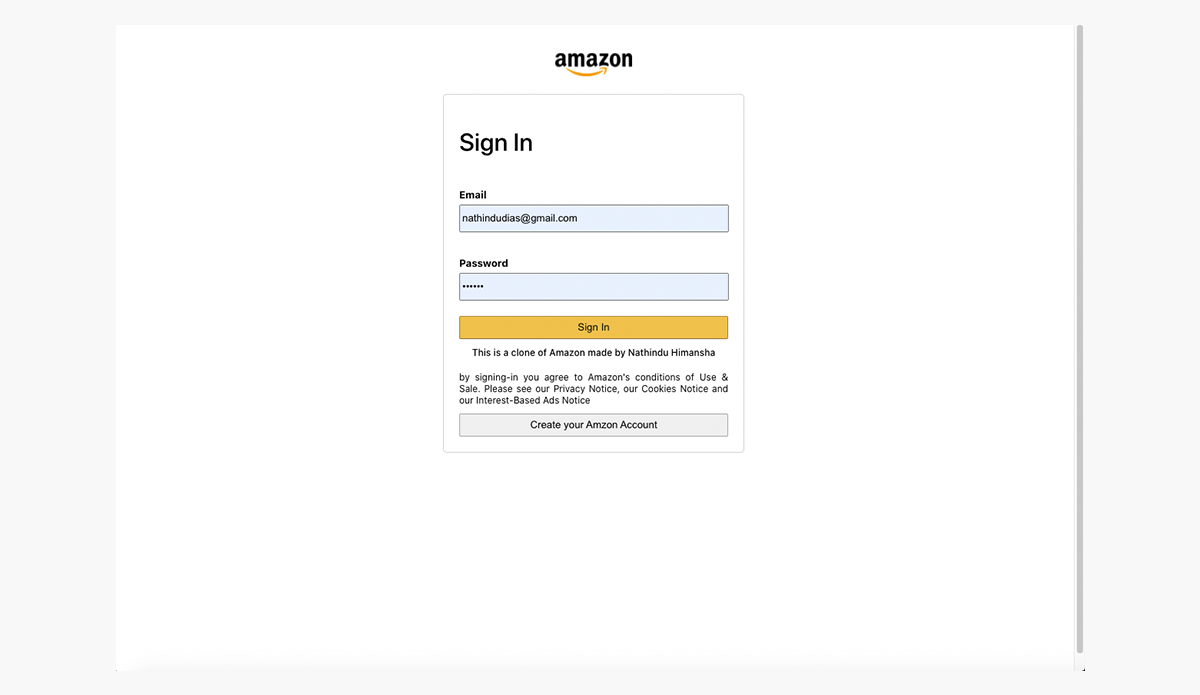 amazon
Sign In
Email
nathindudias@gmail.com
Password
••••••
Sign In
This is a clone of Amazon made by Nathindu Himansha
by signing-in you agree to Amazon's conditions of Use &
Sale. Please see our Privacy Notice, our Cookies Notice and
our Interest-Based Ads Notice
Create your Amzon Account